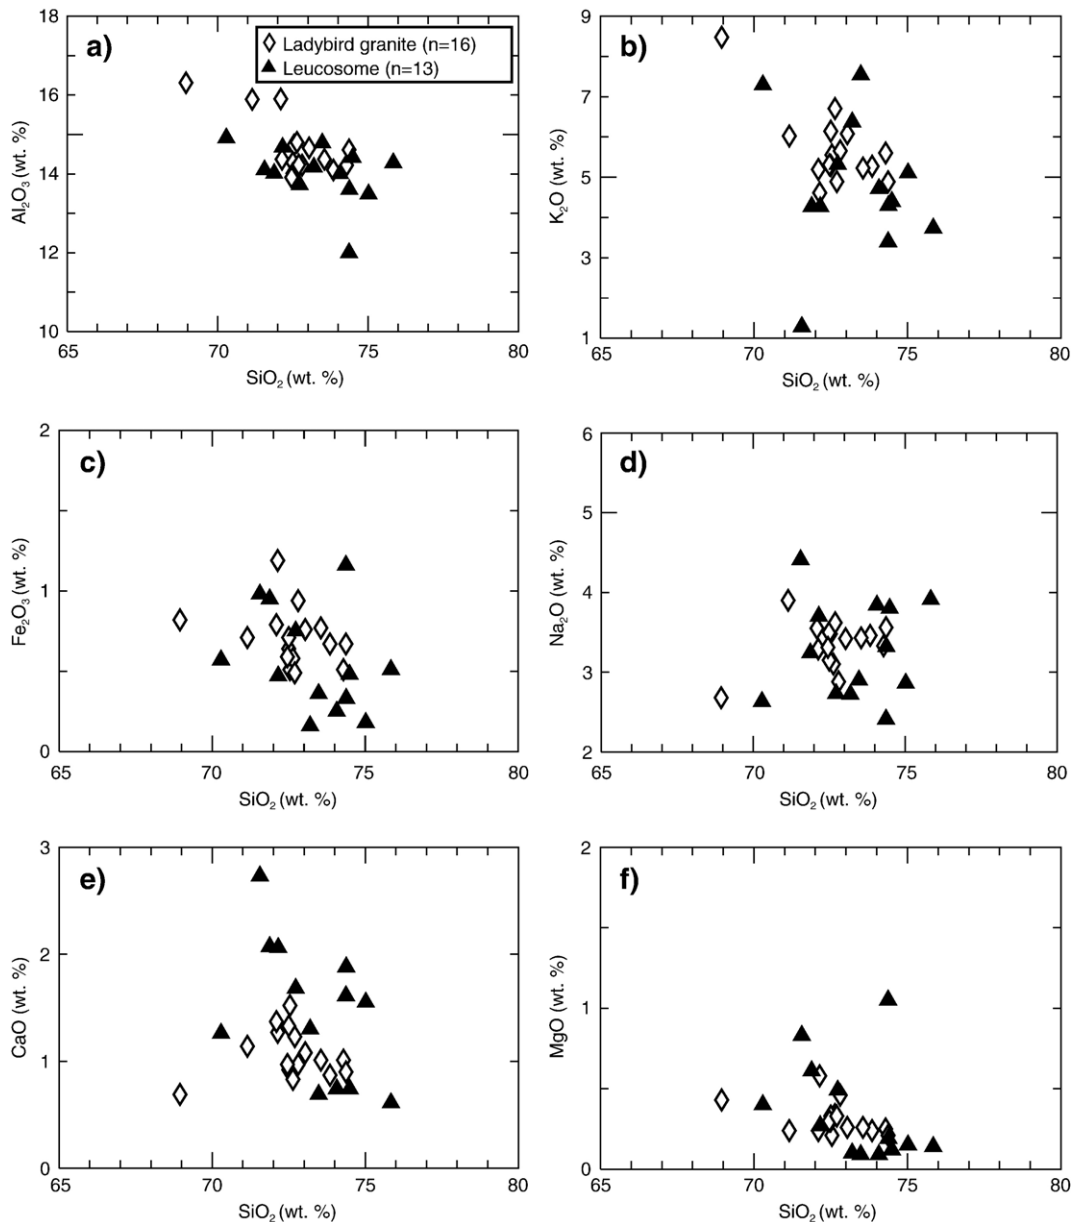 a)
◇ Ladybird granite (n=16)
▲ Leucosome (n=13)
18
16
14
12
10
65 70 75 80
Al₂O₃ (wt. %)
SiO₂ (wt. %)
b)
9
7
5
3
1
65 70 75 80
K₂O (wt. %)
SiO₂ (wt. %)
c)
2
1
0
65 70 75 80
Fe₂O₃ (wt. %)
SiO₂ (wt. %)
d)
6
5
4
3
2
65 70 75 80
Na₂O (wt. %)
SiO₂ (wt. %)
e)
3
2
1
0
65 70 75 80
CaO (wt. %)
SiO₂ (wt. %)
f)
2
1
0
65 70 75 80
MgO (wt. %)
SiO₂ (wt. %)